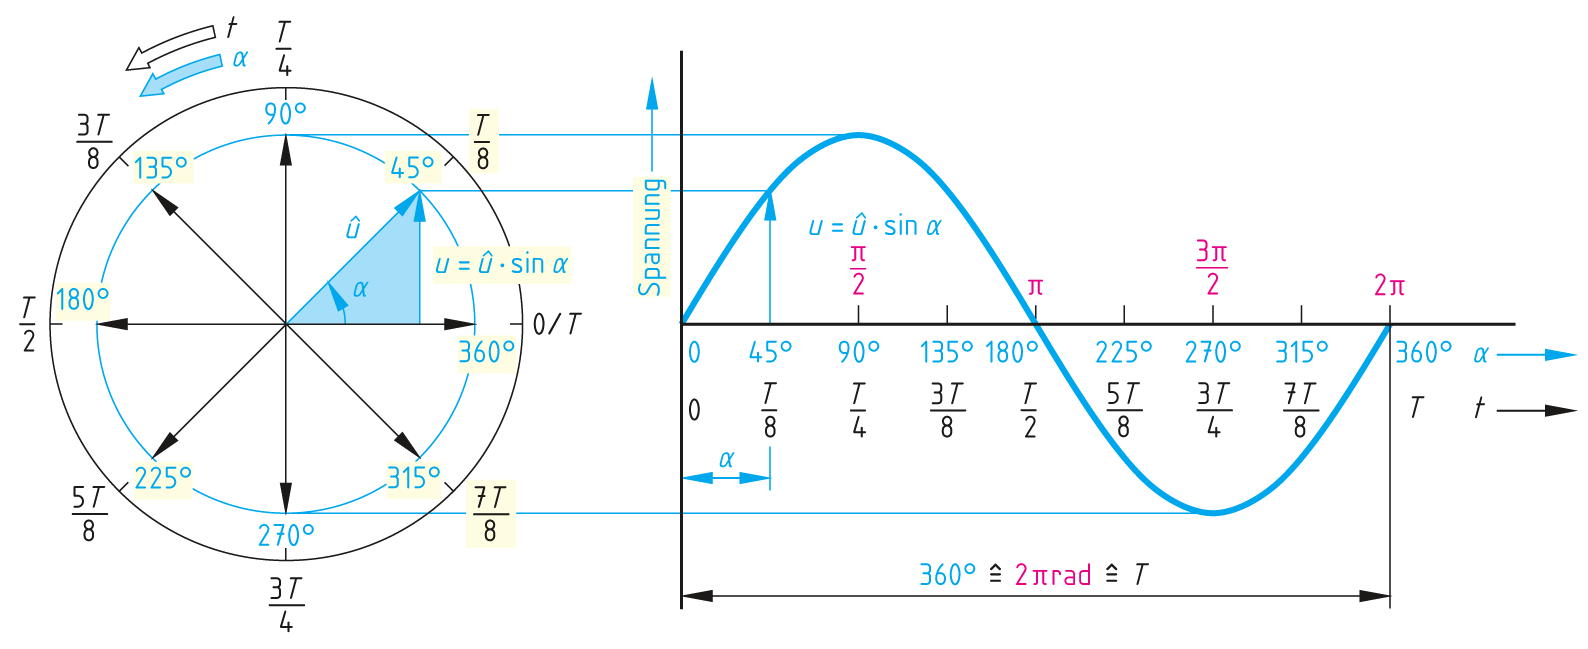 t
α
T/4
90°
3T/8
135°
T/8
45°
û
u = û · sin α
α
T/2
180°
0/T
360°
5T/8
225°
7T/8
315°
270°
3T/4
Spannung
u = û · sin α
π/2
π
3π/2
2π
0 45° 90° 135° 180° 225° 270° 315° 360° α
0 T/8 T/4 3T/8 T/2 5T/8 3T/4 7T/8 T t
α
360° ≙ 2π rad ≙ T